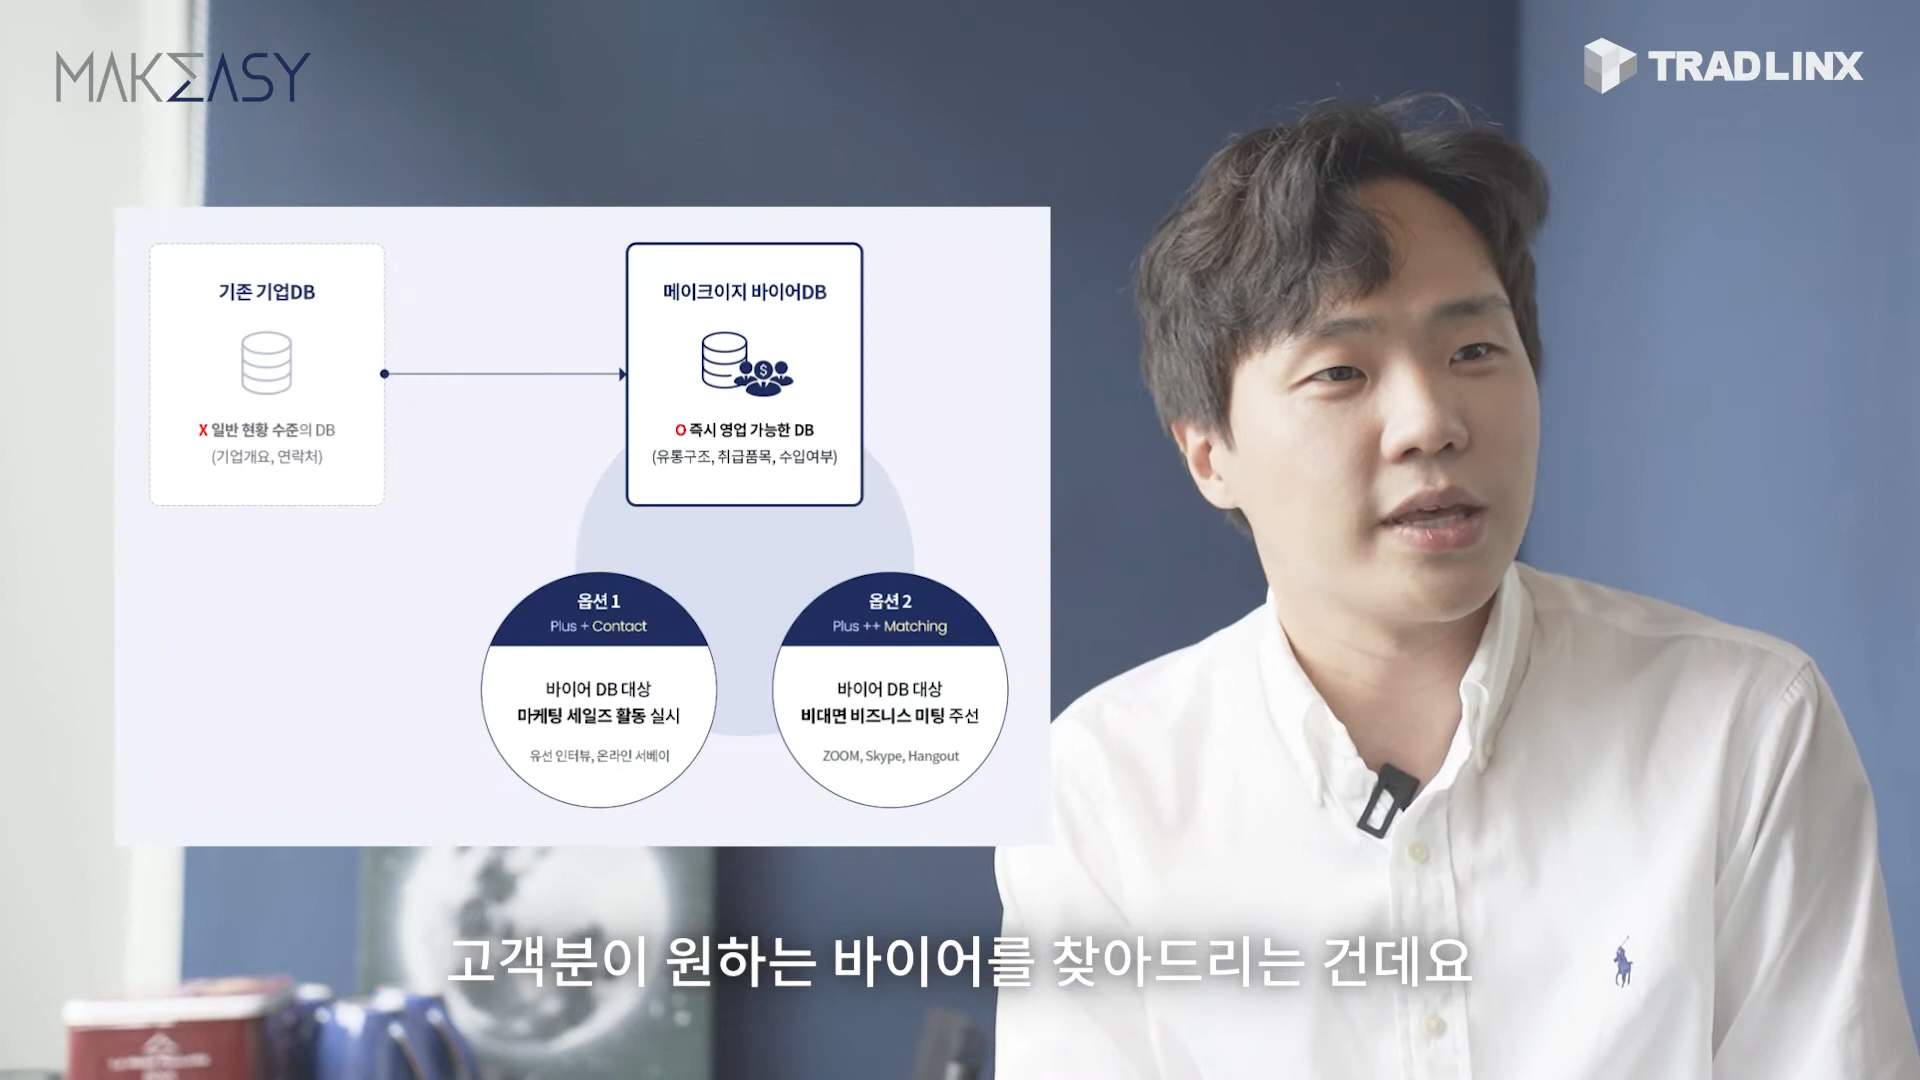 MAKEASY
TRADLINX
기존 기업DB
X 일반 현황 수준의 DB
(기업개요, 연락처)
메이크이지 바이어DB
$
O 즉시 영업 가능한 DB
(유통구조, 취급품목, 수입여부)
옵션 1
Plus + Contact
바이어 DB 대상
마케팅 세일즈 활동 실시
유선 인터뷰, 온라인 서베이
옵션 2
Plus ++ Matching
바이어 DB 대상
비대면 비즈니스 미팅 주선
ZOOM, Skype, Hangout
고객분이 원하는 바이어를 찾아드리는 건데요